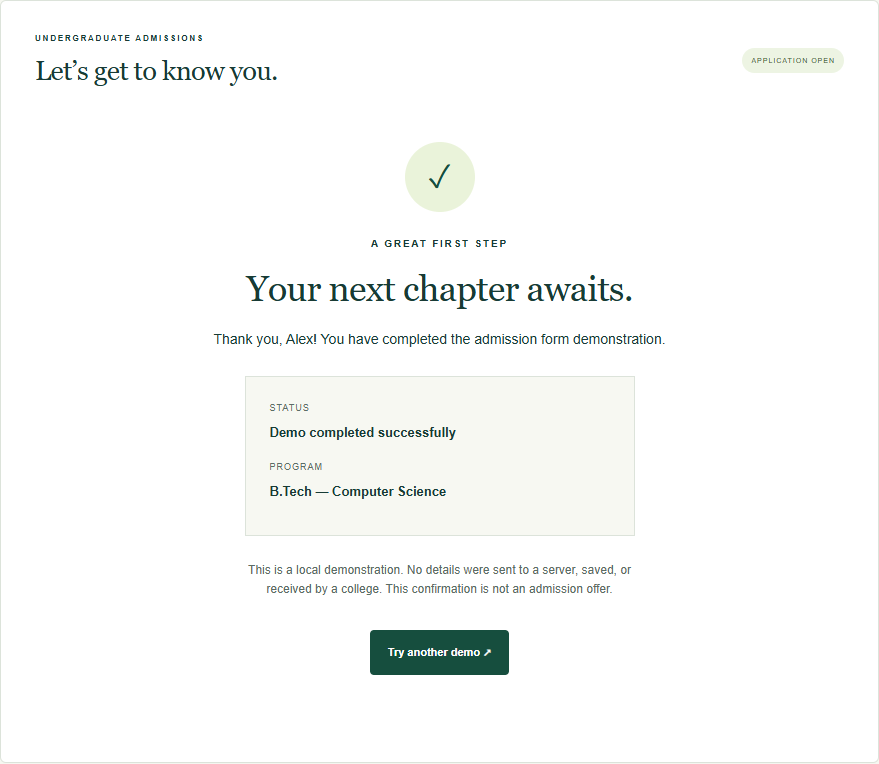 UNDERGRADUATE ADMISSIONS
Let’s get to know you.
APPLICATION OPEN
✓
A GREAT FIRST STEP
Your next chapter awaits.
Thank you, Alex! You have completed the admission form demonstration.
STATUS
Demo completed successfully
PROGRAM
B.Tech — Computer Science
This is a local demonstration. No details were sent to a server, saved, or
received by a college. This confirmation is not an admission offer.
Try another demo ↗